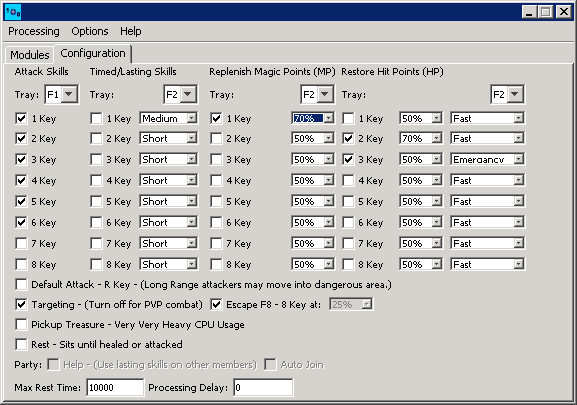 Processing Options Help
Modules Configuration
Attack Skills Timed/Lasting Skills Replenish Magic Points (MP) Restore Hit Points (HP)
Tray: F1 Tray: F2 Tray: F2 Tray: F2
1 Key 1 Key Medium 1 Key 70% 1 Key 50% Fast
2 Key 2 Key Short 2 Key 50% 2 Key 70% Fast
3 Key 3 Key Short 3 Key 50% 3 Key 50% Emergancy
4 Key 4 Key Short 4 Key 50% 4 Key 50% Fast
5 Key 5 Key Short 5 Key 50% 5 Key 50% Fast
6 Key 6 Key Short 6 Key 50% 6 Key 50% Fast
7 Key 7 Key Short 7 Key 50% 7 Key 50% Fast
8 Key 8 Key Short 8 Key 50% 8 Key 50% Fast
Default Attack - R Key - (Long Range attackers may move into dangerous area.)
Targeting - (Turn off for PVP combat) Escape F8 - 8 Key at: 25%
Pickup Treasure - Very Very Heavy CPU Usage
Rest - Sits until healed or attacked
Party: Help - (Use lasting skills on other members) Auto Join
Max Rest Time: 10000 Processing Delay: 0